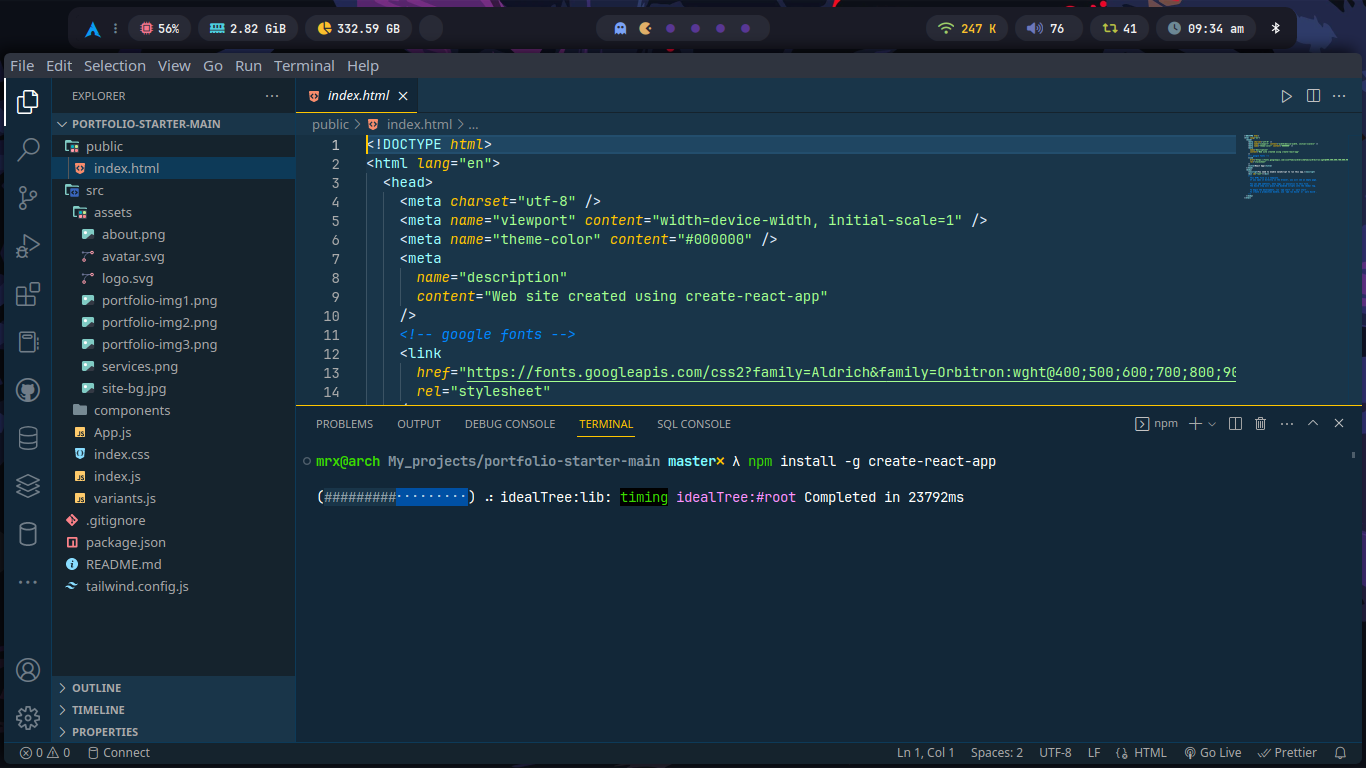 56% 2.82 GiB 332.59 GB 247 K 76 41 09:34 am
File Edit Selection View Go Run Terminal Help
EXPLORER
PORTFOLIO-STARTER-MAIN
public
index.html
src
assets
about.png
avatar.svg
logo.svg
portfolio-img1.png
portfolio-img2.png
portfolio-img3.png
services.png
site-bg.jpg
components
App.js
index.css
index.js
variants.js
.gitignore
package.json
README.md
tailwind.config.js
OUTLINE
TIMELINE
PROPERTIES
index.html
public > index.html > ...
1 <!DOCTYPE html>
2 <html lang="en">
3 <head>
4 <meta charset="utf-8" />
5 <meta name="viewport" content="width=device-width, initial-scale=1" />
6 <meta name="theme-color" content="#000000" />
7 <meta
8 name="description"
9 content="Web site created using create-react-app"
10 />
11 <!-- google fonts -->
12 <link
13 href="https://fonts.googleapis.com/css2?family=Aldrich&family=Orbitron:wght@400;500;600;700;800;90
14 rel="stylesheet"
PROBLEMS OUTPUT DEBUG CONSOLE TERMINAL SQL CONSOLE npm
mrx@arch My_projects/portfolio-starter-main master× λ npm install -g create-react-app
(#########·········) ⠴ idealTree:lib: timing idealTree:#root Completed in 23792ms
0 0 Connect Ln 1, Col 1 Spaces: 2 UTF-8 LF HTML Go Live Prettier